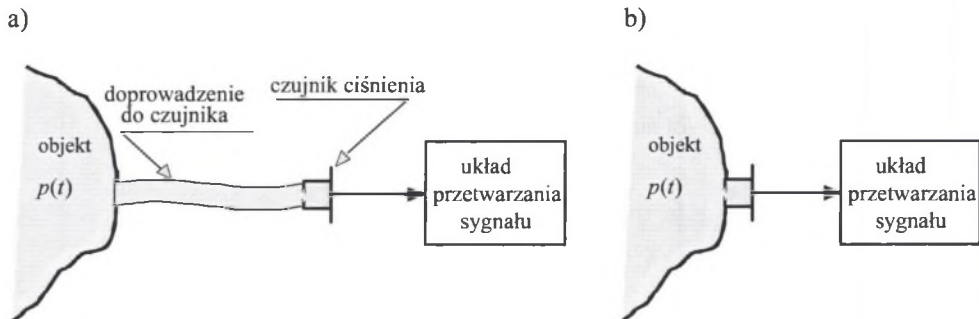 a)
doprowadzenie
do czujnika
czujnik ciśnienia
objekt
p(t)
układ
przetwarzania
sygnału
b)
objekt
p(t)
układ
przetwarzania
sygnału